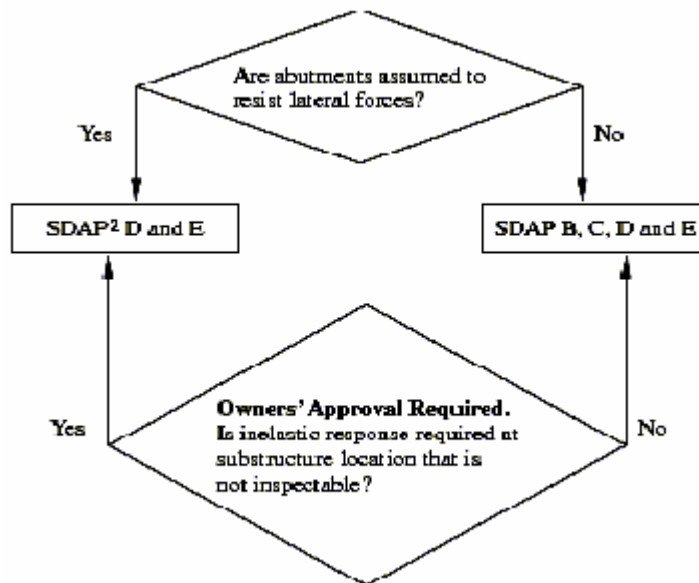 Are abutments assumed to
resist lateral forces?
Yes
No
SDAP² D and E
SDAP B, C, D and E
Owners' Approval Required.
Is inelastic response required at
substructure location that is
not inspectable?
Yes
No